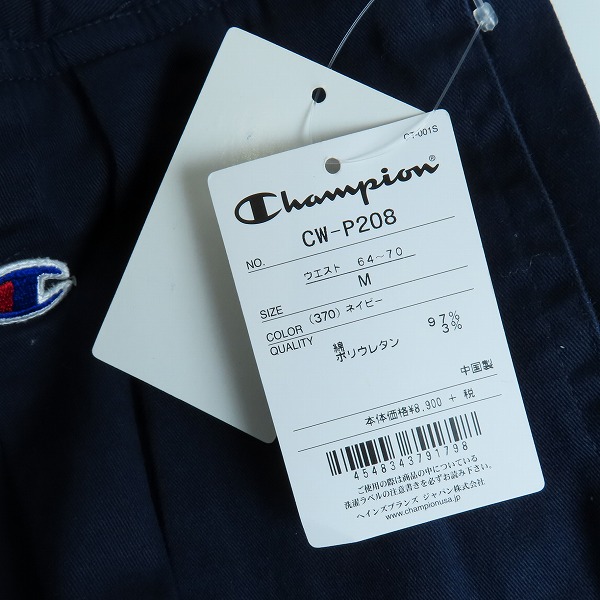 CT-001S
Champion®
NO. CW-P208
ウエスト 64～70
SIZE M
COLOR (370) ネイビー
QUALITY 綿 97%
ポリウレタン 3%
中国製
本体価格¥8,900 + 税
4548343791798
ご使用の際は商品の中についている
洗濯ラベルの注意書きを必ずお読み下さい。
ヘインズブランズ ジャパン株式会社
www.championusa.jp